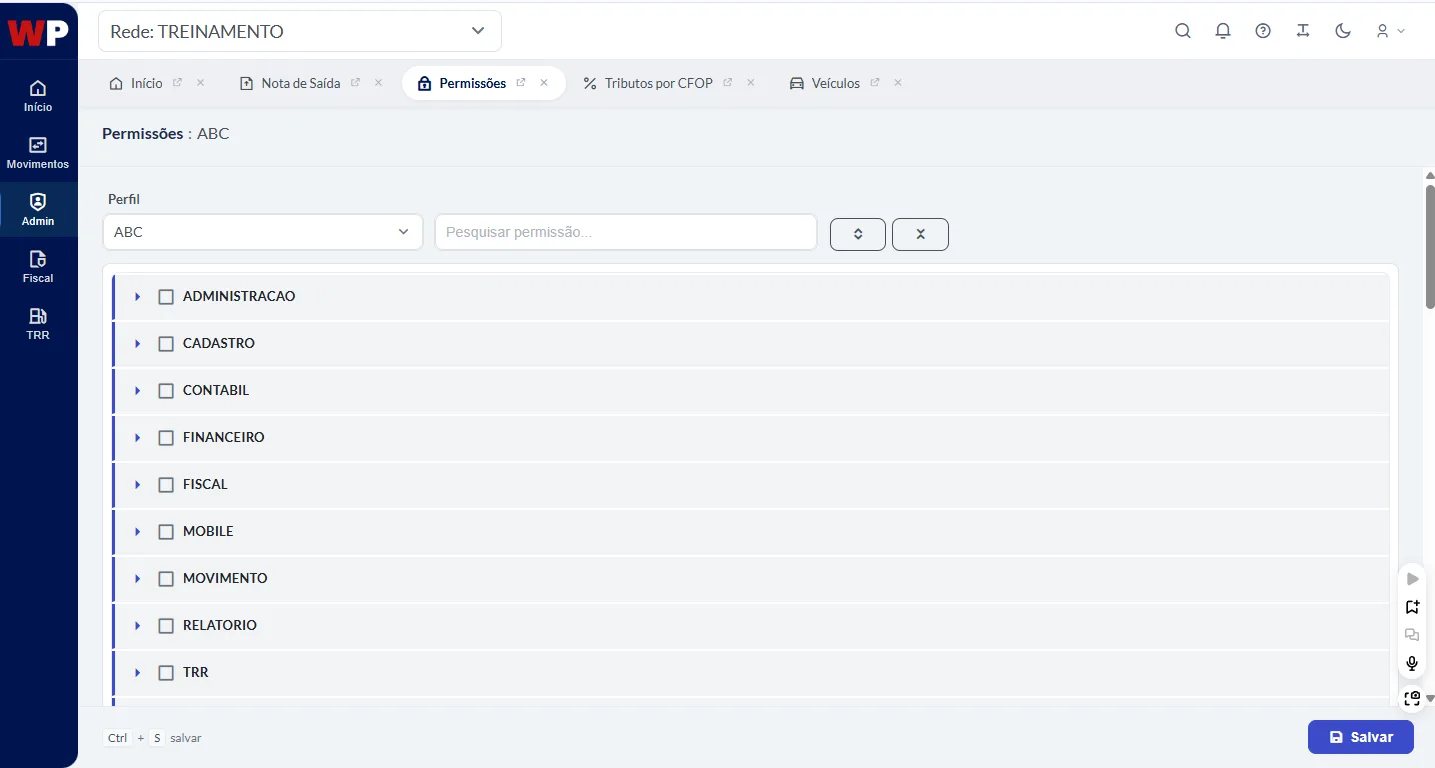 WP
Rede: TREINAMENTO
Início
Nota de Saída
Permissões
Tributos por CFOP
Veículos
Início
Movimentos
Admin
Fiscal
TRR
Permissões : ABC
Perfil
ABC
Pesquisar permissão...
ADMINISTRACAO
CADASTRO
CONTABIL
FINANCEIRO
FISCAL
MOBILE
MOVIMENTO
RELATORIO
TRR
Ctrl + S salvar
Salvar